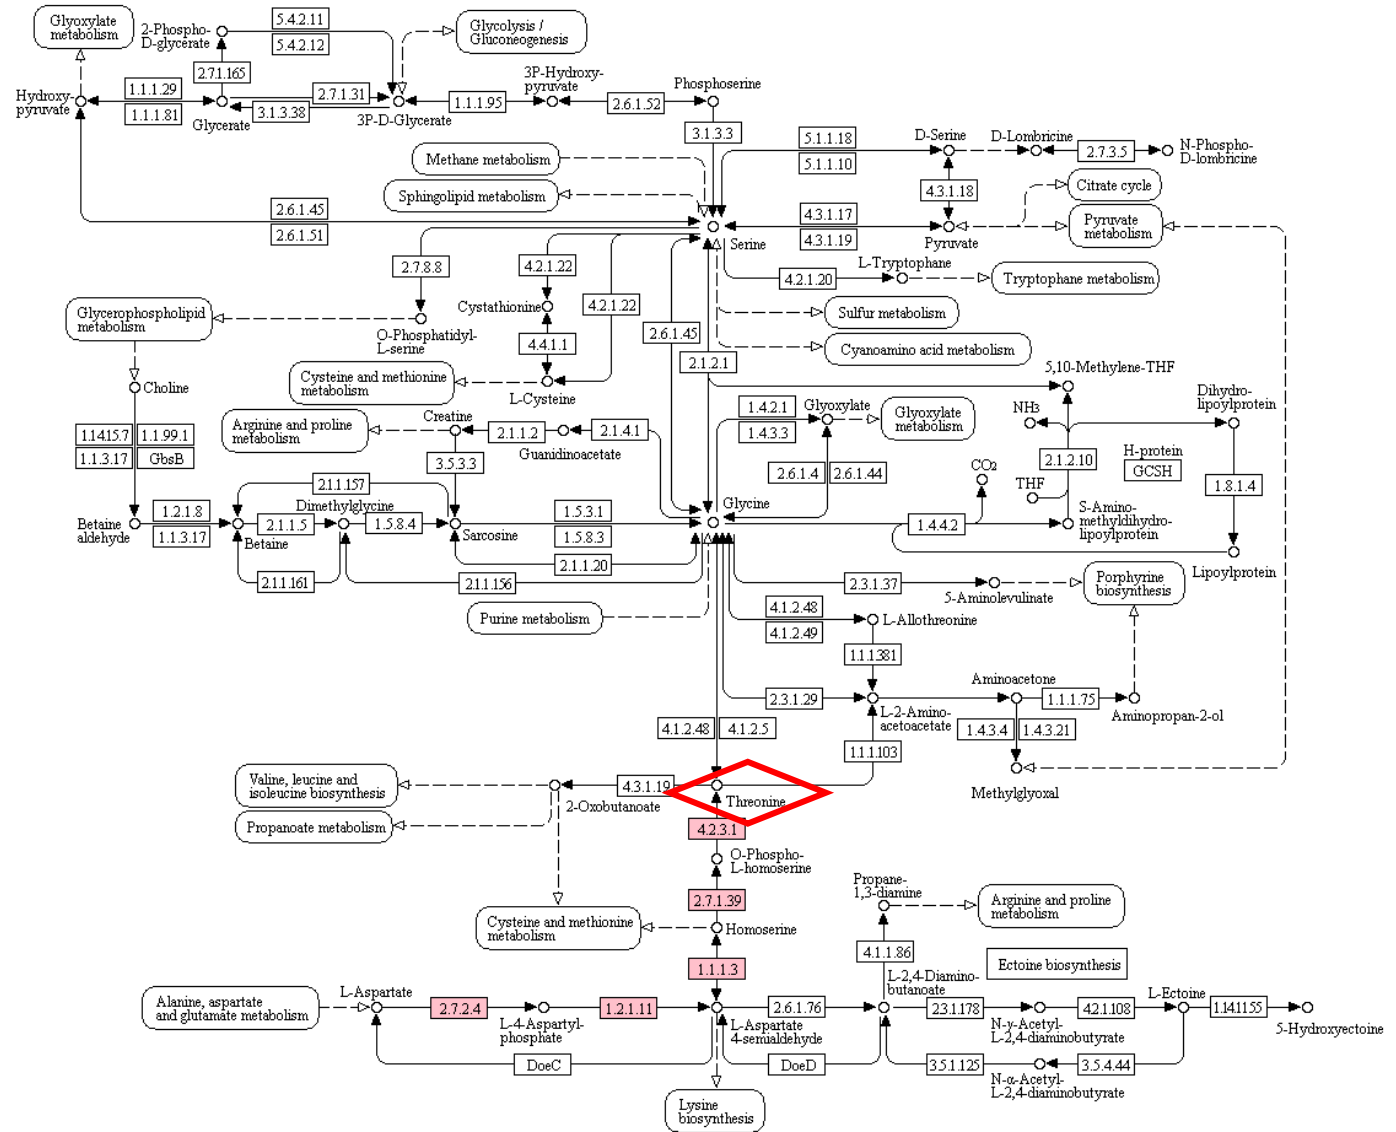 Glyoxylate
metabolism
2-Phospho-
D-glycerate
5.4.2.11
5.4.2.12
Glycolysis /
Gluconeogenesis
2.7.1.165
Hydroxy-
pyruvate
1.1.1.29
1.1.1.81
Glycerate
2.7.1.31
3.1.3.38
3P-D-Glycerate
1.1.1.95
3P-Hydroxy-
pyruvate
2.6.1.52
Phosphoserine
3.1.3.3
Methane metabolism
Sphingolipid metabolism
5.1.1.18
5.1.1.10
D-Serine
D-Lombricine
2.7.3.5
N-Phospho-
D-lombricine
4.3.1.18
Citrate cycle
2.6.1.45
2.6.1.51
Serine
4.3.1.17
4.3.1.19
Pyruvate
Pyruvate
metabolism
2.7.8.8
4.2.1.22
4.2.1.20
L-Tryptophane
Tryptophane metabolism
Cystathionine
4.2.1.22
Glycerophospholipid
metabolism
O-Phosphatidyl-
L-serine
4.4.1.1
2.6.1.45
2.1.2.1
Sulfur metabolism
Cyanoamino acid metabolism
Choline
Cysteine and methionine
metabolism
L-Cysteine
5,10-Methylene-THF
Arginine and proline
metabolism
Creatine
2.1.1.2
Guanidinoacetate
2.1.4.1
1.4.2.1
1.4.3.3
Glyoxylate
Glyoxylate
metabolism
NH3
Dihydro-
lipoylprotein
1.14.15.7
1.1.99.1
1.1.3.17
GbsB
3.5.3.3
2.6.1.4
2.6.1.44
CO2
2.1.2.10
H-protein
GCSH
THF
1.8.1.4
2.1.1.157
Dimethylglycine
Betaine
aldehyde
1.2.1.8
1.1.3.17
Betaine
2.1.1.5
1.5.8.4
Sarcosine
1.5.3.1
1.5.8.3
Glycine
1.4.4.2
S-Amino-
methyldihydro-
lipoylprotein
Lipoylprotein
2.1.1.20
2.1.1.161
2.1.1.156
2.3.1.37
5-Aminolevulinate
Porphyrine
biosynthesis
Purine metabolism
4.1.2.48
4.1.2.49
L-Allothreonine
1.1.1381
2.3.1.29
L-2-Amino-
acetoacetate
Aminoacetone
1.1.1.75
Aminopropan-2-ol
4.1.2.48
4.1.2.5
1.1.1.103
1.4.3.4
1.4.3.21
Methylglyoxal
Valine, leucine and
isoleucine biosynthesis
2-Oxobutanoate
4.3.1.19
Threonine
Propanoate metabolism
4.2.3.1
O-Phospho-
L-homoserine
2.7.1.39
Propane-
1,3-diamine
Arginine and proline
metabolism
Cysteine and methionine
metabolism
Homoserine
4.1.1.86
Ectoine biosynthesis
1.1.1.3
L-2,4-Diamino-
butanoate
Alanine, aspartate
and glutamate metabolism
L-Aspartate
2.7.2.4
L-4-Aspartyl-
phosphate
1.2.1.11
L-Aspartate
4-semialdehyde
2.6.1.76
2.3.1.178
N-γ-Acetyl-
L-2,4-diaminobutyrate
4.2.1.108
L-Ectoine
1.14.11.55
5-Hydroxyectoine
DoeC
DoeD
3.5.1.125
N-α-Acetyl-
L-2,4-diaminobutyrate
3.5.4.44
Lysine
biosynthesis